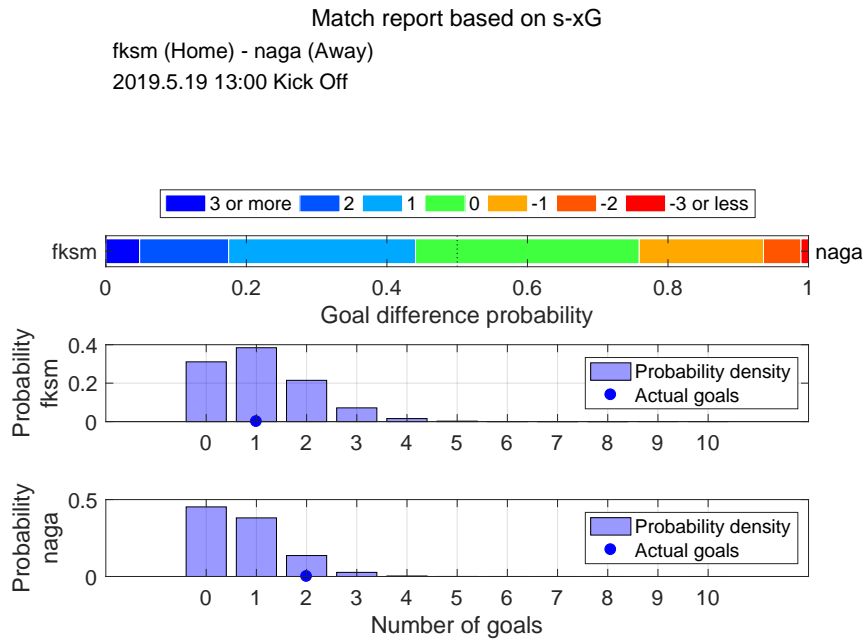 Match report based on s-xG
fksm (Home) - naga (Away)
2019.5.19 13:00 Kick Off
3 or more 2 1 0 -1 -2 -3 or less
fksm naga
0 0.2 0.4 0.6 0.8 1
Goal difference probability
Probability
fksm
0.4
0.2
0
Probability density
Actual goals
0 1 2 3 4 5 6 7 8 9 10
Probability
naga
0.5
0
Probability density
Actual goals
0 1 2 3 4 5 6 7 8 9 10
Number of goals